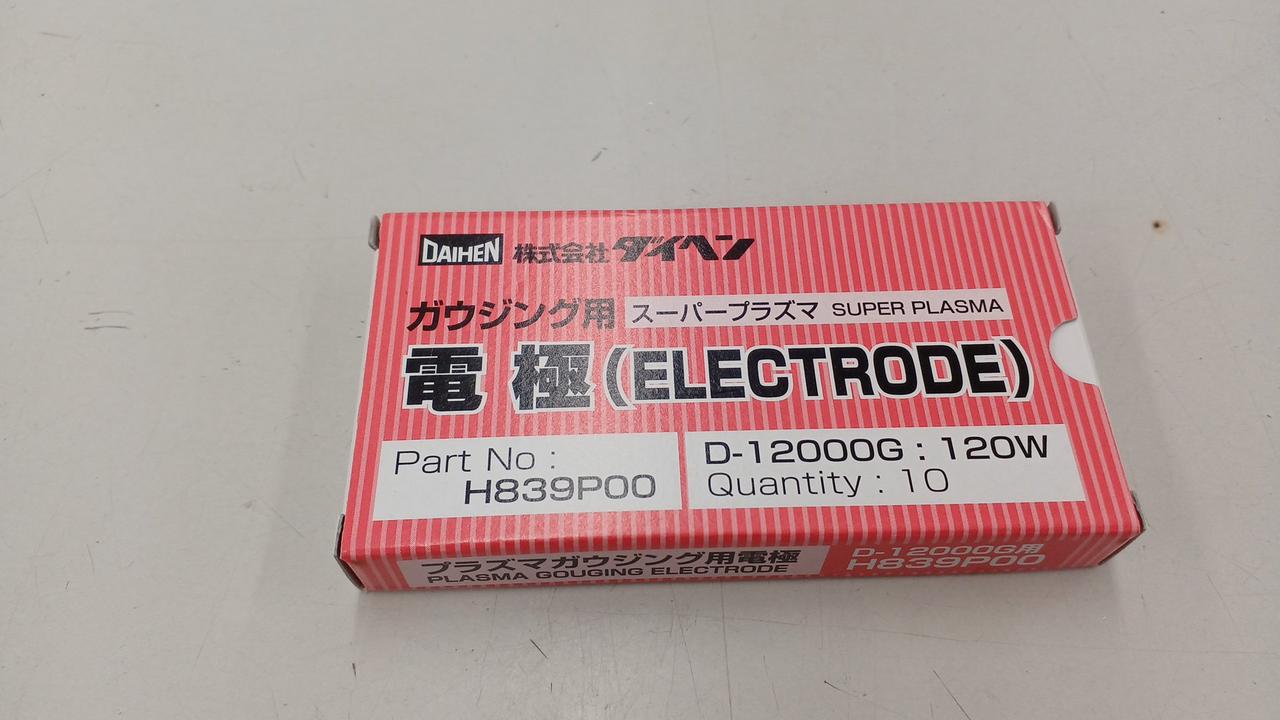 DAIHEN 株式会社 ダイヘン
ガウジング用 スーパープラズマ SUPER PLASMA
電極(ELECTRODE)
Part No :
H839P00
D-12000G : 120W
Quantity : 10
プラズマガウジング用電極
PLASMA GOUGING ELECTRODE
D-12000G用
H839P00